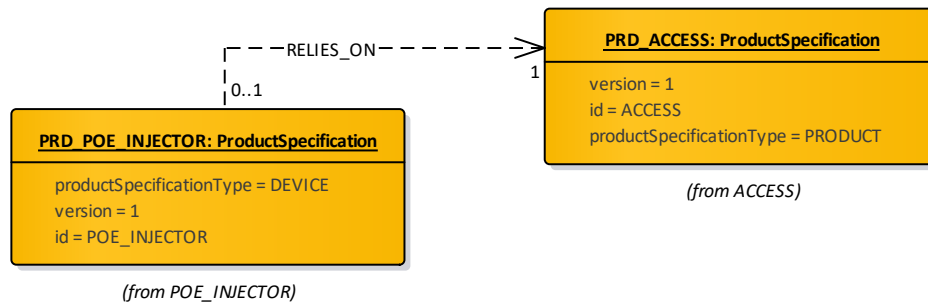 PRD_ACCESS: ProductSpecification
version = 1
id = ACCESS
productSpecificationType = PRODUCT
(from ACCESS)
RELIES_ON
1
0..1
PRD_POE_INJECTOR: ProductSpecification
productSpecificationType = DEVICE
version = 1
id = POE_INJECTOR
(from POE_INJECTOR)